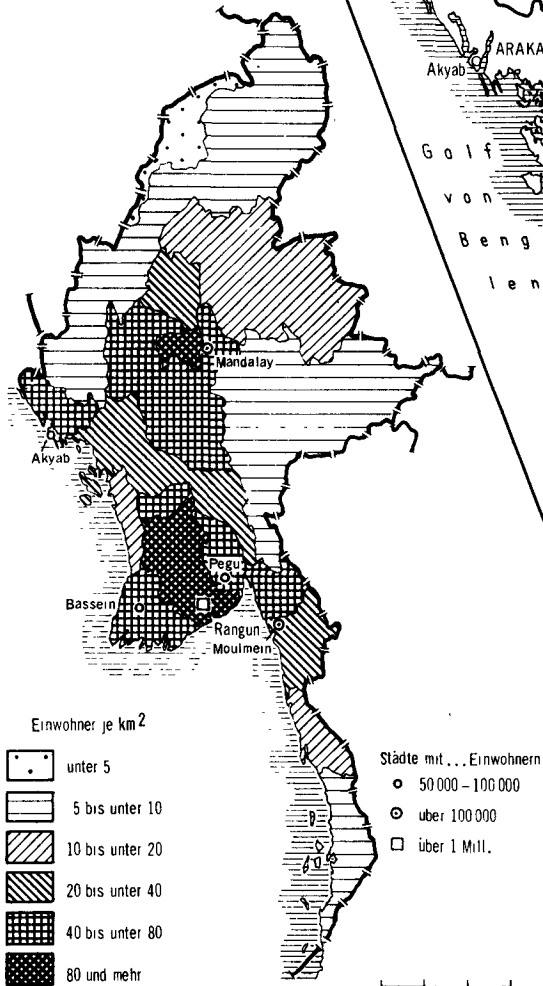 ARAKA
Akyab
Golf
von
Beng
len
Mandalay
Akyab
Pegu
Bassein
Rangun
Moulmein
Einwohner je km²
unter 5
5 bis unter 10
10 bis unter 20
20 bis unter 40
40 bis unter 80
80 und mehr
Städte mit... Einwohnern
50 000 – 100 000
über 100 000
über 1 Mill.